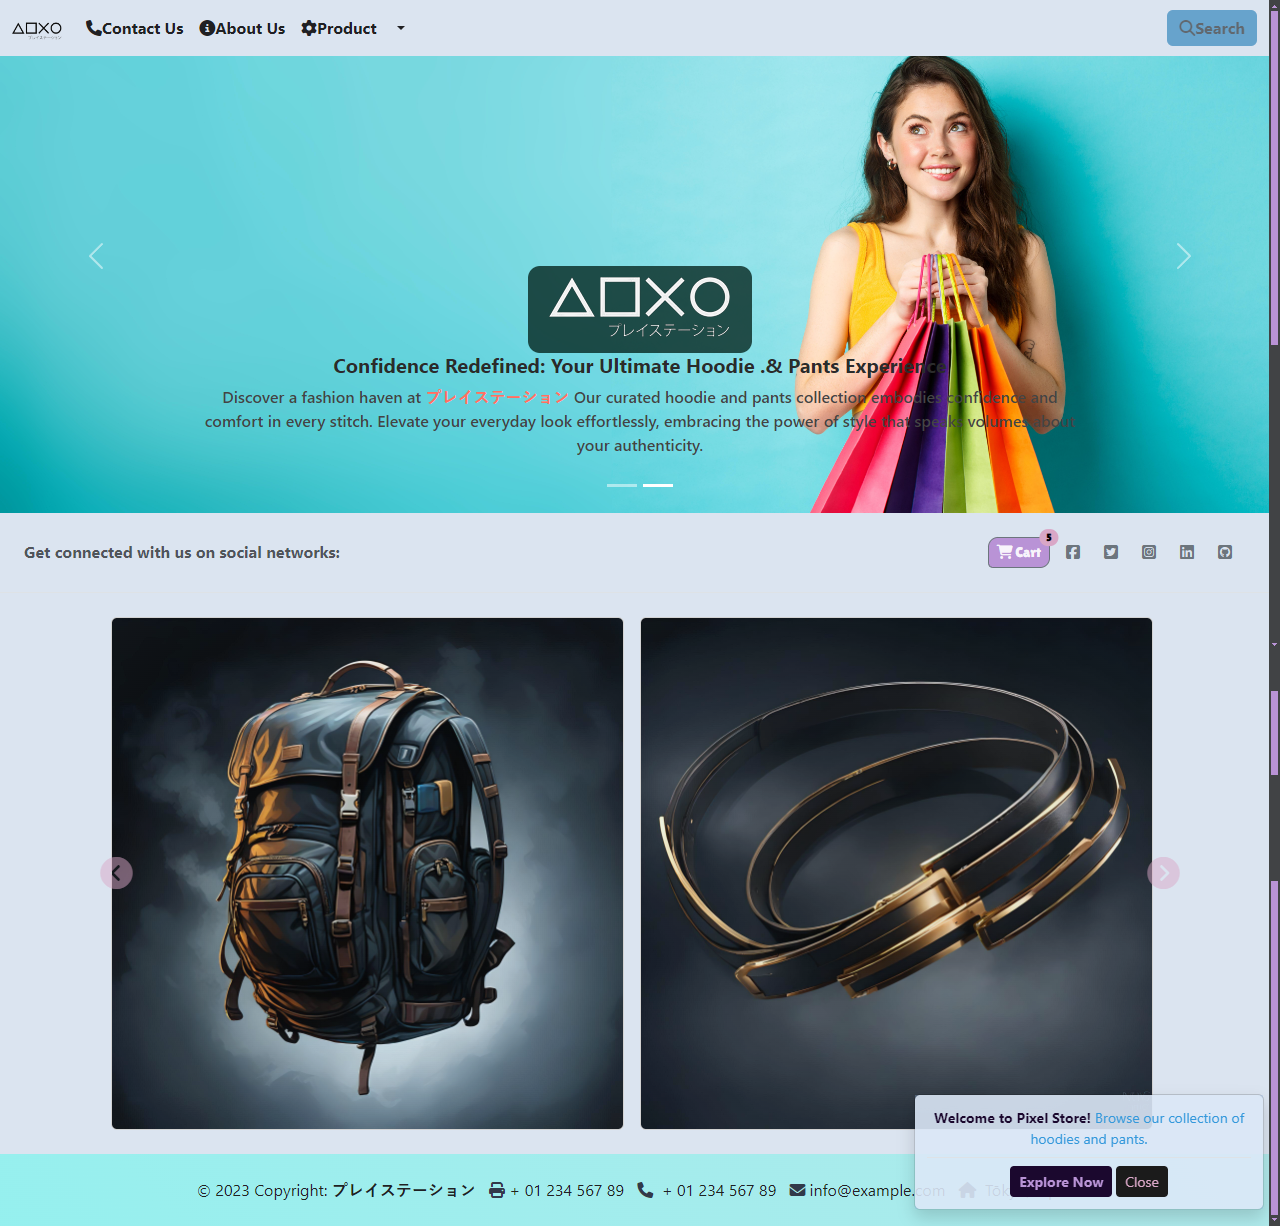 プレイステーション
Contact Us
About Us
Product
Search
プレイステーション
Confidence Redefined: Your Ultimate Hoodie .& Pants Experience
Discover a fashion haven at プレイステーション Our curated hoodie and pants collection embodies confidence and
comfort in every stitch. Elevate your everyday look effortlessly, embracing the power of style that speaks volumes about
your authenticity.
Get connected with us on social networks:
Cart
5
Welcome to Pixel Store! Browse our collection of
hoodies and pants.
Explore Now
Close
© 2023 Copyright: プレイステーション + 01 234 567 89 + 01 234 567 89 info@example.com